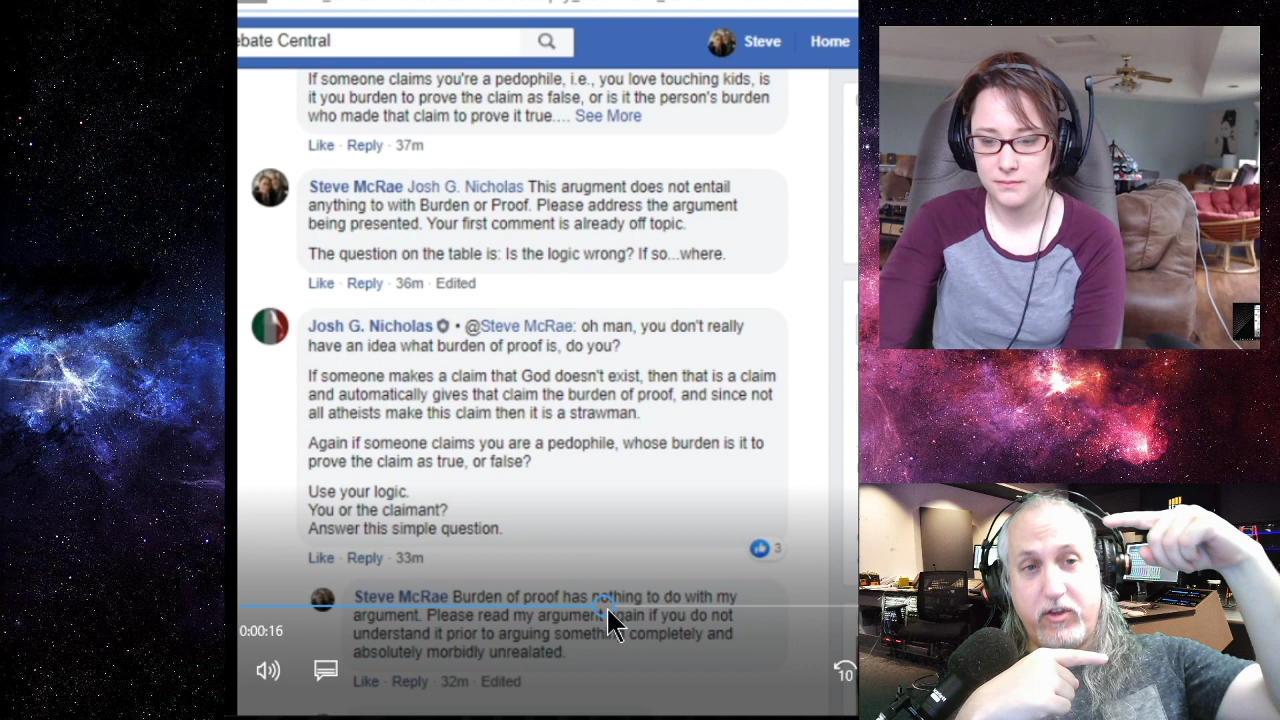 ebate Central
Steve
Home
If someone claims you're a pedophile, i.e., you love touching kids, is
it you burden to prove the claim as false, or is it the person's burden
who made that claim to prove it true.... See More
Like · Reply · 37m
Steve McRae Josh G. Nicholas This arugment does not entail
anything to with Burden or Proof. Please address the argument
being presented. Your first comment is already off topic.
The question on the table is: Is the logic wrong? If so...where.
Like · Reply · 36m · Edited
Josh G. Nicholas • @Steve McRae: oh man, you don't really
have an idea what burden of proof is, do you?
If someone makes a claim that God doesn't exist, then that is a claim
and automatically gives that claim the burden of proof, and since not
all atheists make this claim then it is a strawman.
Again if someone claims you are a pedophile, whose burden is it to
prove the claim as true, or false?
Use your logic.
You or the claimant?
Answer this simple question.
Like · Reply · 33m
3
Steve McRae Burden of proof has nothing to do with my
argument. Please read my argument again if you do not
understand it prior to arguing something completely and
absolutely morbidly unrealated.
Like · Reply · 32m · Edited
0:00:16
10